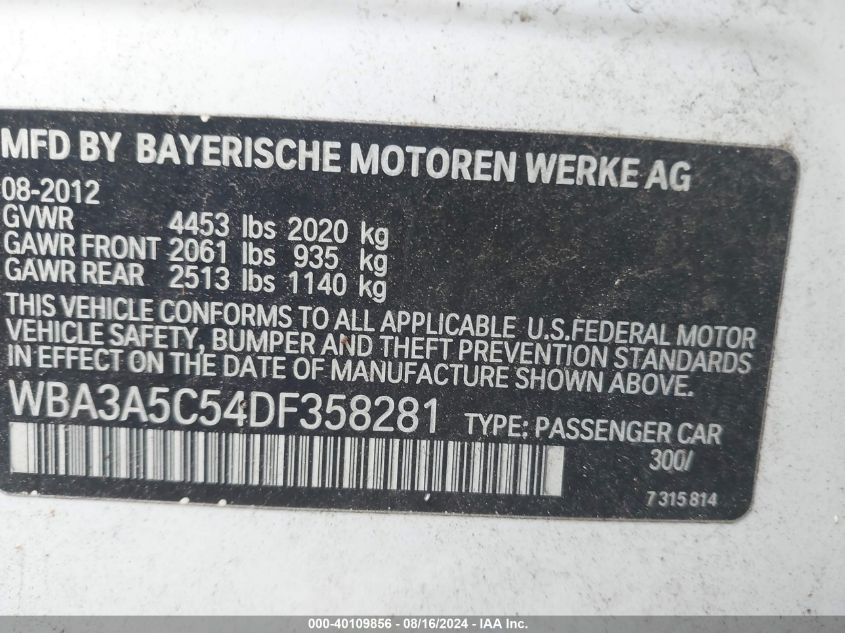 MFD BY BAYERISCHE MOTOREN WERKE AG
08-2012
GVWR 4453 lbs 2020 kg
GAWR FRONT 2061 lbs 935 kg
GAWR REAR 2513 lbs 1140 kg
THIS VEHICLE CONFORMS TO ALL APPLICABLE U.S.FEDERAL MOTOR
VEHICLE SAFETY, BUMPER AND THEFT PREVENTION STANDARDS
IN EFFECT ON THE DATE OF MANUFACTURE SHOWN ABOVE.
WBA3A5C54DF358281 TYPE: PASSENGER CAR
300/
7 315 814
000-40109856 - 08/16/2024 - IAA Inc.